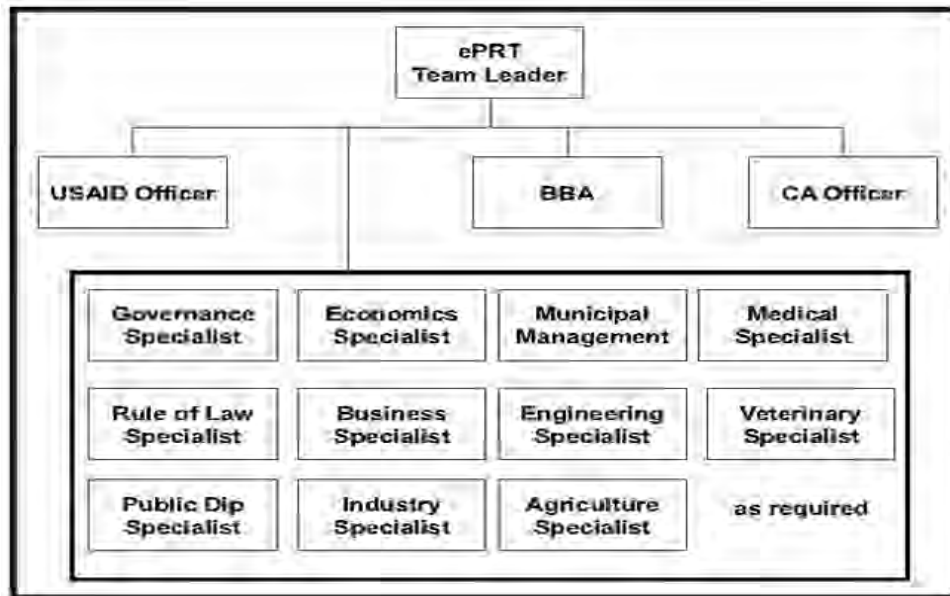 ePRT
Team Leader
USAID Officer
BBA
CA Officer
Governance
Specialist
Economics
Specialist
Municipal
Management
Medical
Specialist
Rule of Law
Specialist
Business
Specialist
Engineering
Specialist
Veterinary
Specialist
Public Dip
Specialist
Industry
Specialist
Agriculture
Specialist
as required